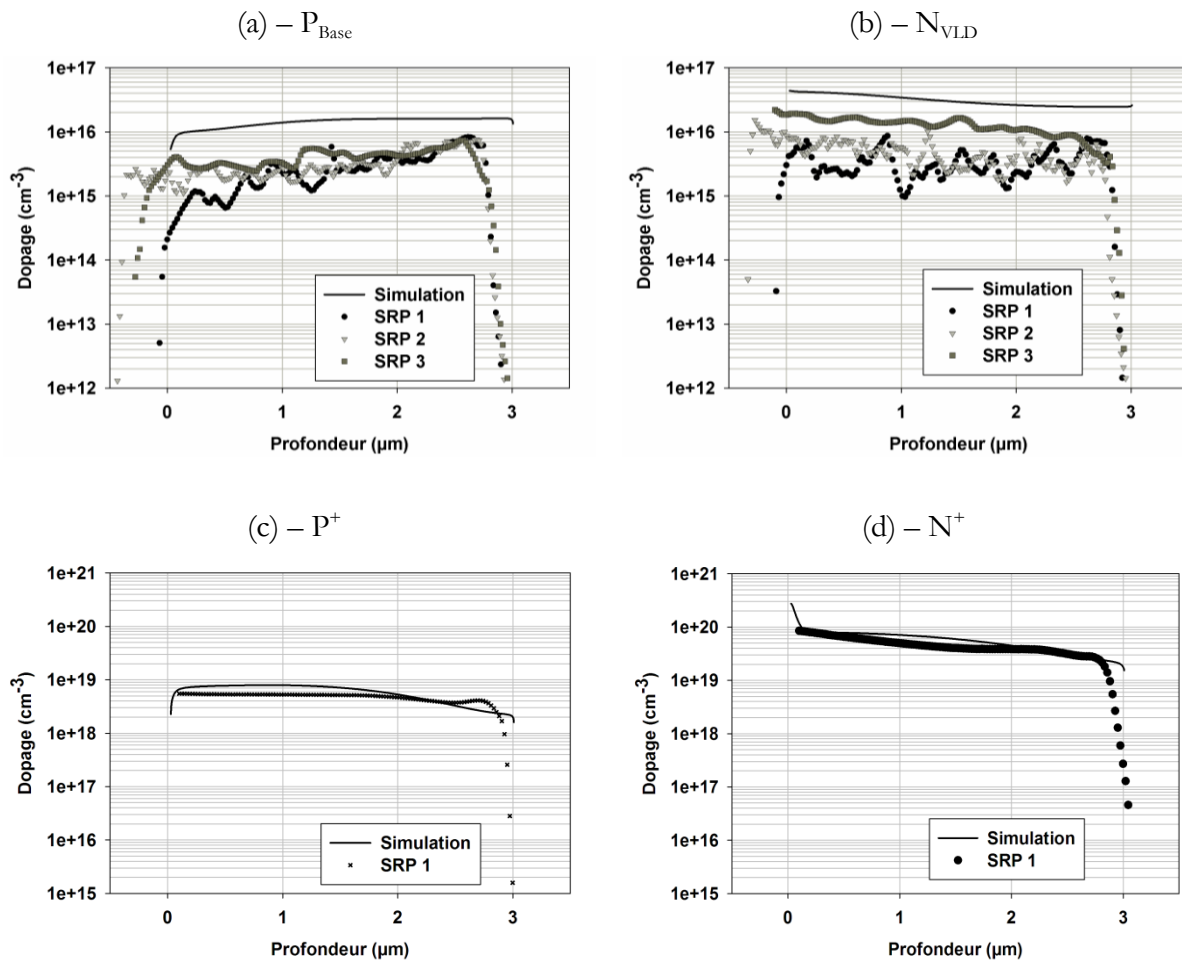 (a) – P_Base
1e+17
1e+16
1e+15
1e+14
1e+13
1e+12
Dopage (cm⁻³)
Simulation
SRP 1
SRP 2
SRP 3
0 1 2 3
Profondeur (µm)
(b) – N_VLD
1e+17
1e+16
1e+15
1e+14
1e+13
1e+12
Dopage (cm⁻³)
Simulation
SRP 1
SRP 2
SRP 3
0 1 2 3
Profondeur (µm)
(c) – P⁺
1e+21
1e+20
1e+19
1e+18
1e+17
1e+16
1e+15
Dopage (cm⁻³)
Simulation
SRP 1
0 1 2 3
Profondeur (µm)
(d) – N⁺
1e+21
1e+20
1e+19
1e+18
1e+17
1e+16
1e+15
Dopage (cm⁻³)
Simulation
SRP 1
0 1 2 3
Profondeur (µm)